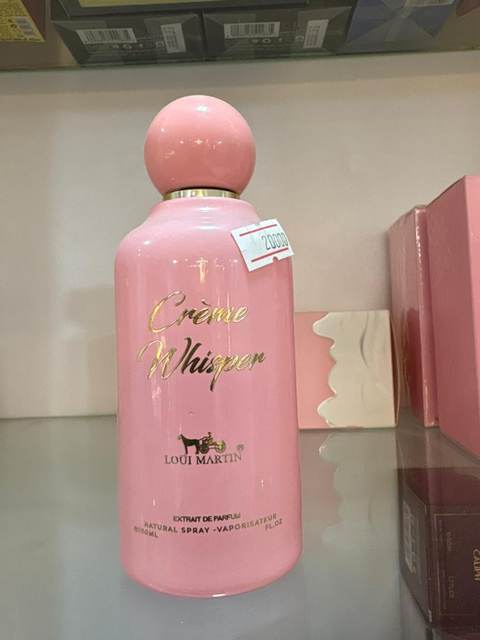 20000
Crème
Whisper
LOUI MARTIN
EXTRAIT DE PARFUM
NATURAL SPRAY -VAPORISATEUR
FL.OZ